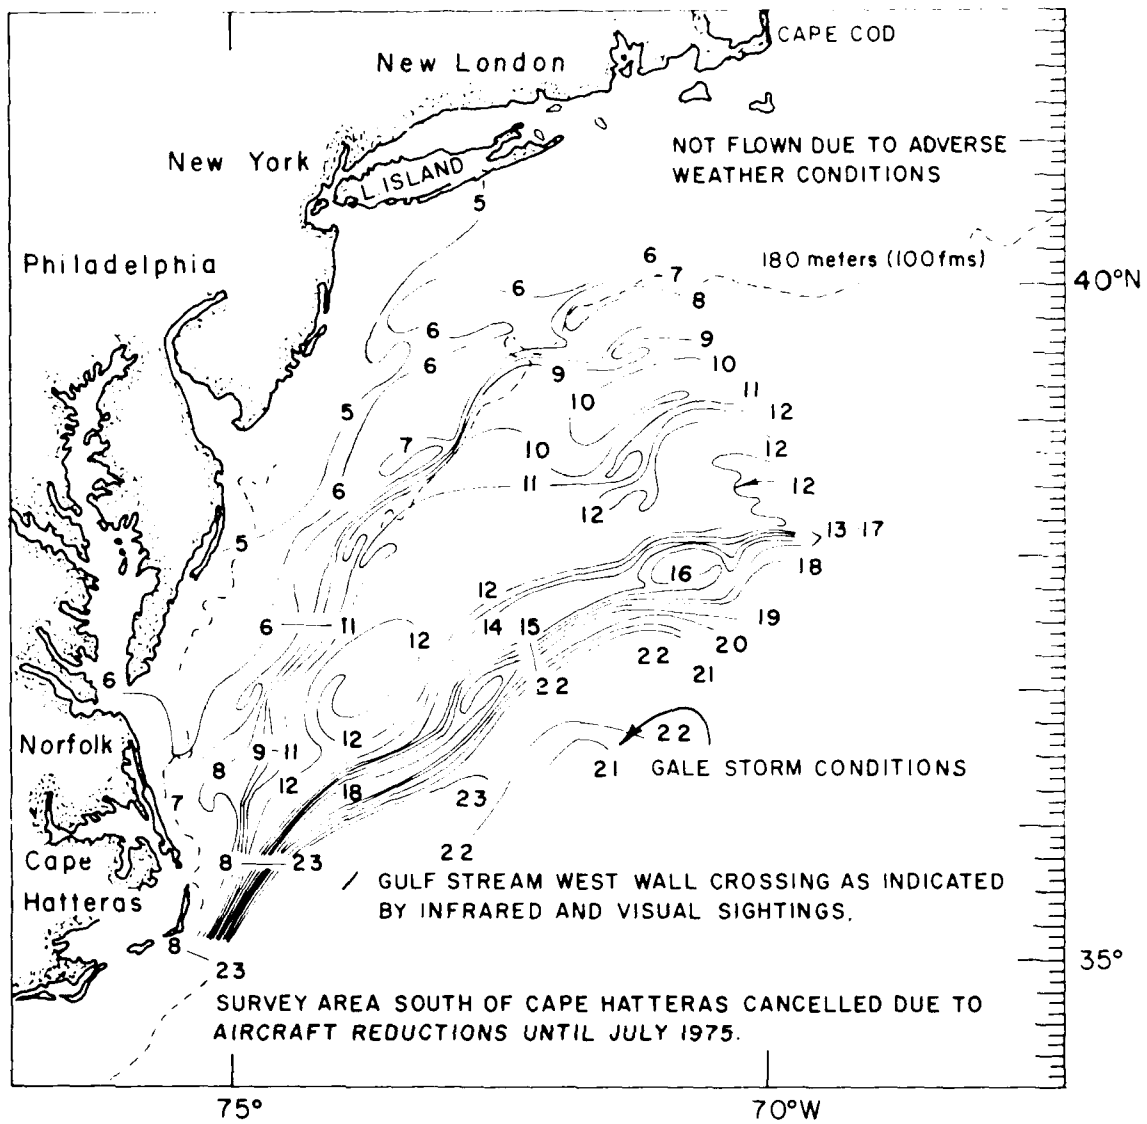 CAPE COD
New London
NOT FLOWN DUE TO ADVERSE
WEATHER CONDITIONS
New York
L. ISLAND
5
Philadelphia
6
180 meters (100fms)
7
40°N
6
8
6
9
6
9
10
11
5
10
12
7
10
12
6
11
12
12
5
13 17
18
16
12
6 11
14 15
19
12
20
22
21
6
22
22
Norfolk
12
9-11
21
GALE STORM CONDITIONS
8
12
18
23
7
22
Cape
8
23
Hatteras
GULF STREAM WEST WALL CROSSING AS INDICATED
BY INFRARED AND VISUAL SIGHTINGS.
8
35°
23
SURVEY AREA SOUTH OF CAPE HATTERAS CANCELLED DUE TO
AIRCRAFT REDUCTIONS UNTIL JULY 1975.
75°
70°W